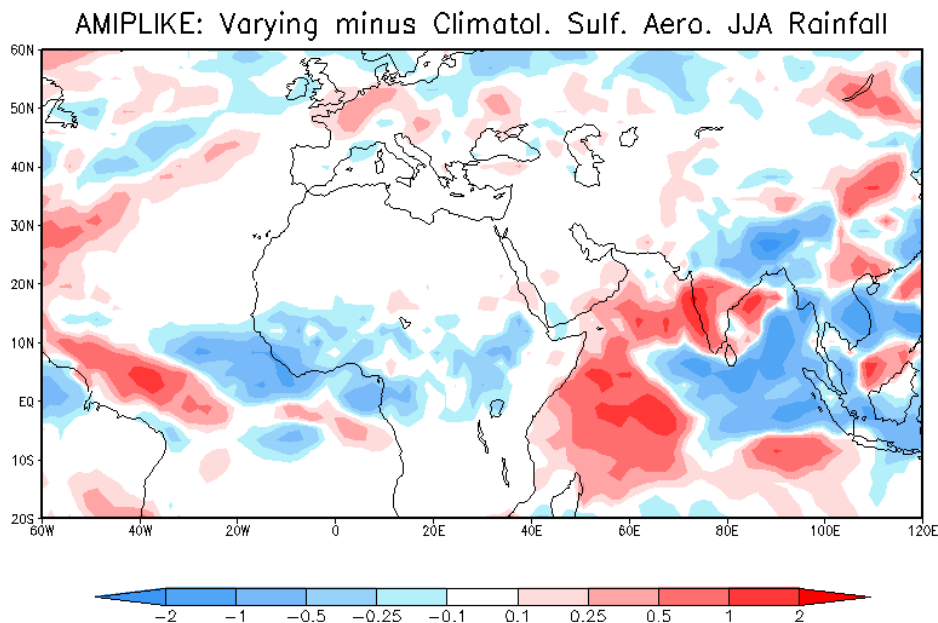 AMIPLIKE: Varying minus Climatol. Sulf. Aero. JJA Rainfall
60N
50N
40N
30N
20N
10N
EQ
10S
20S
60W 40W 20W 0 20E 40E 60E 80E 100E 120E
-2 -1 -0.5 -0.25 -0.1 0.1 0.25 0.5 1 2